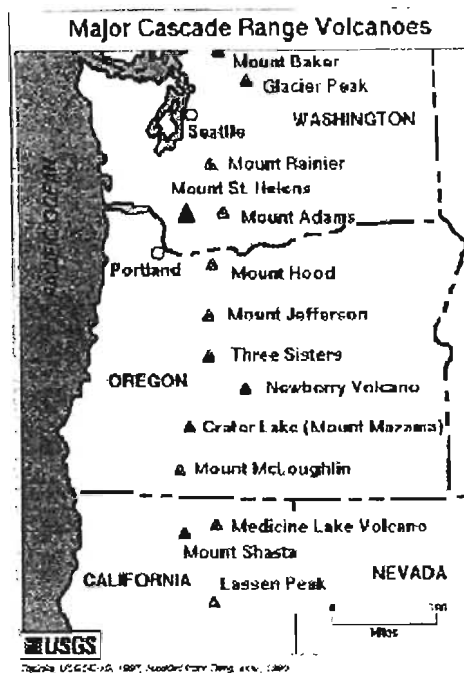 Major Cascade Range Volcanoes
Mount Baker
Glacier Peak
Seattle
WASHINGTON
Mount Rainier
Mount St. Helens
Mount Adams
Portland
Mount Hood
Mount Jefferson
Three Sisters
OREGON
Newberry Volcano
Crater Lake (Mount Mazama)
Mount McLoughlin
Medicine Lake Volcano
Mount Shasta
CALIFORNIA
NEVADA
Lassen Peak
Miles
USGS